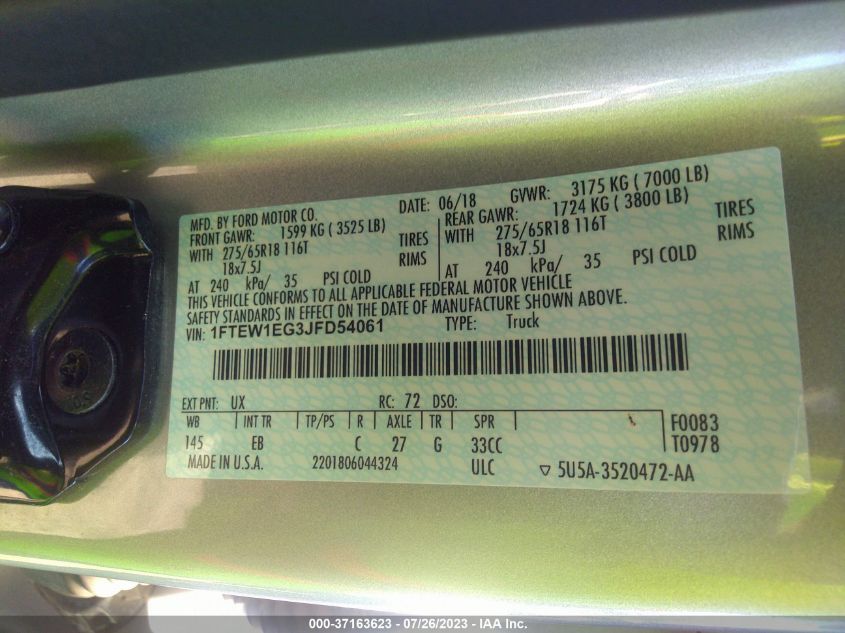 MFD. BY FORD MOTOR CO. DATE: 06/18 GVWR: 3175 KG ( 7000 LB)
FRONT GAWR: 1599 KG ( 3525 LB) REAR GAWR: 1724 KG ( 3800 LB)
WITH 275/65R18 116T TIRES WITH 275/65R18 116T TIRES
18x7.5J RIMS 18x7.5J RIMS
AT 240 kPa/ 35 PSI COLD AT 240 kPa/ 35 PSI COLD
THIS VEHICLE CONFORMS TO ALL APPLICABLE FEDERAL MOTOR VEHICLE
SAFETY STANDARDS IN EFFECT ON THE DATE OF MANUFACTURE SHOWN ABOVE.
VIN: 1FTEW1EG3JFD54061 TYPE: Truck
EXT PNT: UX RC: 72 DSO:
WB INT TR TP/PS R AXLE TR SPR F0083
145 EB C 27 G 33CC T0978
MADE IN U.S.A. 2201806044324 ULC ▽ 5U5A-3520472-AA
000-37163623 / 07/26/2023 - IAA Inc.